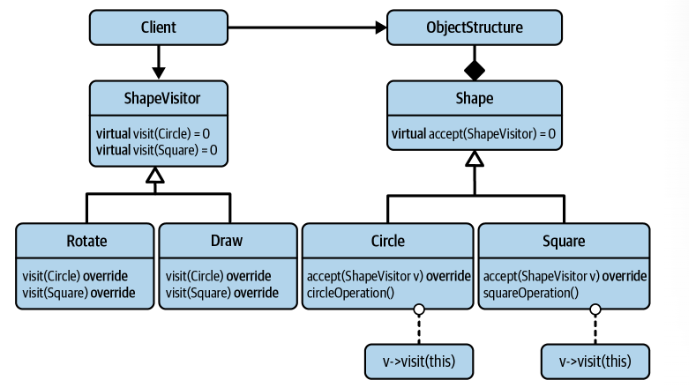 Client
ObjectStructure
ShapeVisitor
virtual visit(Circle) = 0
virtual visit(Square) = 0
Shape
virtual accept(ShapeVisitor) = 0
Rotate
visit(Circle) override
visit(Square) override
Draw
visit(Circle) override
visit(Square) override
Circle
accept(ShapeVisitor v) override
circleOperation()
Square
accept(ShapeVisitor v) override
squareOperation()
v->visit(this)
v->visit(this)